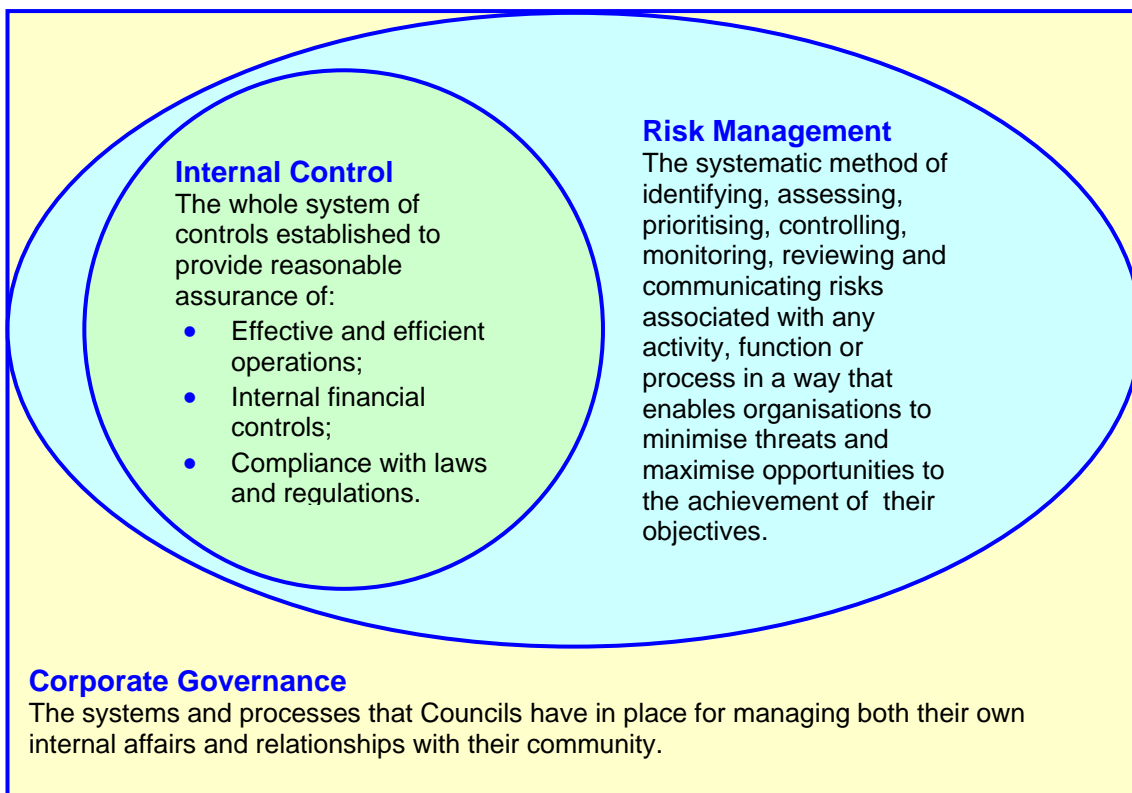 Internal Control
The whole system of
controls established to
provide reasonable
assurance of:
• Effective and efficient
operations;
• Internal financial
controls;
• Compliance with laws
and regulations.
Risk Management
The systematic method of
identifying, assessing,
prioritising, controlling,
monitoring, reviewing and
communicating risks
associated with any
activity, function or
process in a way that
enables organisations to
minimise threats and
maximise opportunities to
the achievement of  their
objectives.
Corporate Governance
The systems and processes that Councils have in place for managing both their own
internal affairs and relationships with their community.